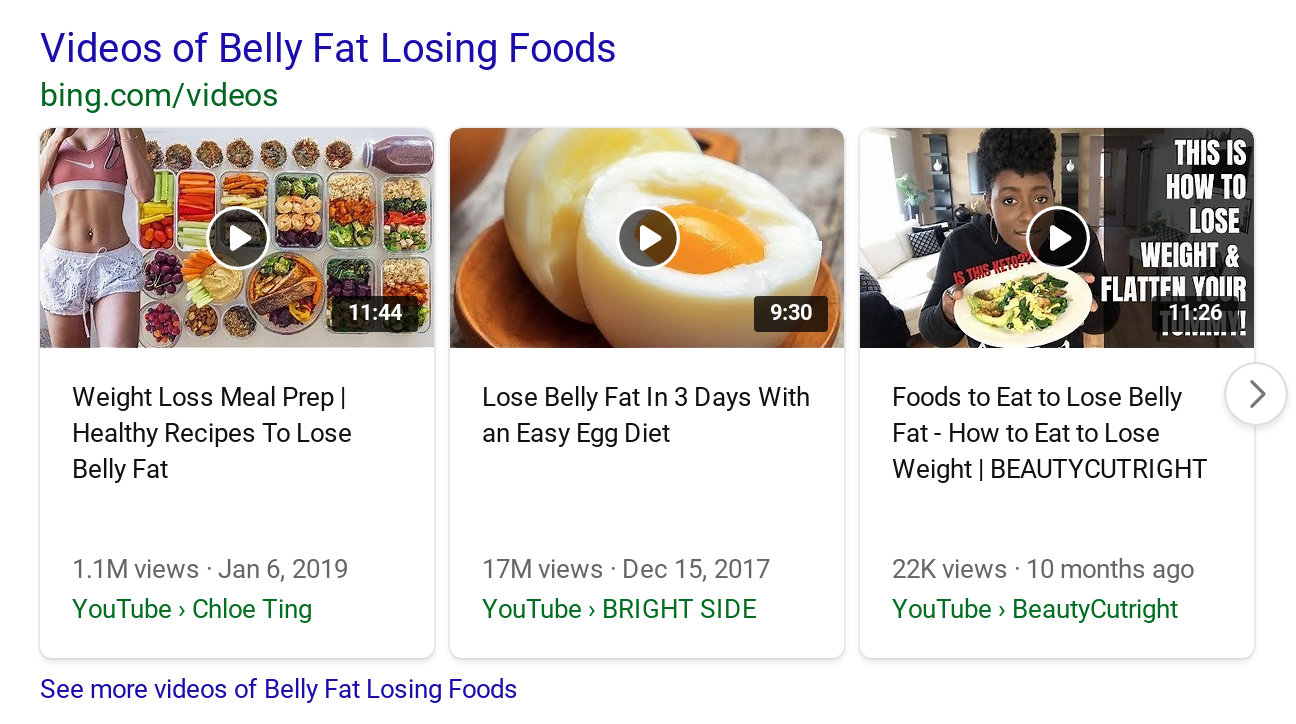 Videos of Belly Fat Losing Foods
bing.com/videos
THIS IS
HOW TO
LOSE
WEIGHT &
FLATTEN YOUR
TUMMY!
IS THIS KETO??
11:44
9:30
11:26
Weight Loss Meal Prep |
Healthy Recipes To Lose
Belly Fat
1.1M views · Jan 6, 2019
YouTube › Chloe Ting
Lose Belly Fat In 3 Days With
an Easy Egg Diet
17M views · Dec 15, 2017
YouTube › BRIGHT SIDE
Foods to Eat to Lose Belly
Fat - How to Eat to Lose
Weight | BEAUTYCUTRIGHT
22K views · 10 months ago
YouTube › BeautyCutright
See more videos of Belly Fat Losing Foods